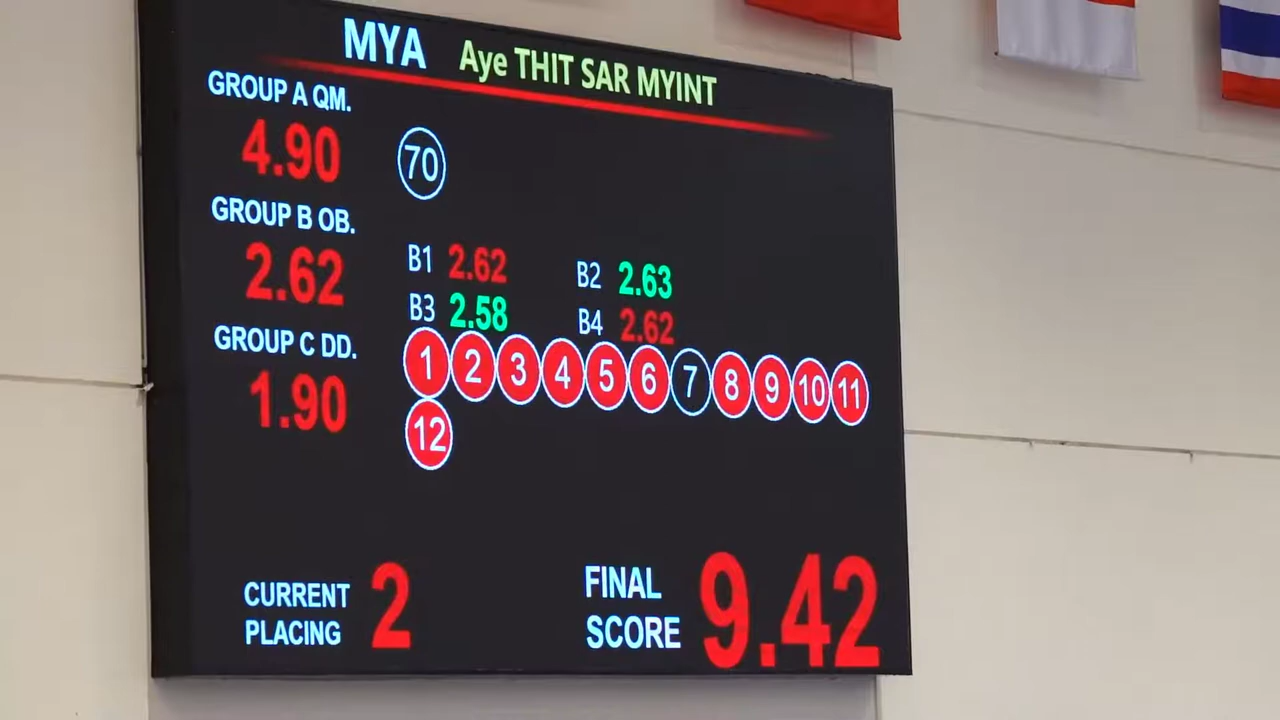 MYA Aye THIT SAR MYINT
GROUP A QM.
4.90 70
GROUP B OB.
2.62
B1 2.62 B2 2.63
B3 2.58 B4 2.62
GROUP C DD.
1.90
1 2 3 4 5 6 7 8 9 10 11
12
CURRENT PLACING 2
FINAL SCORE 9.42